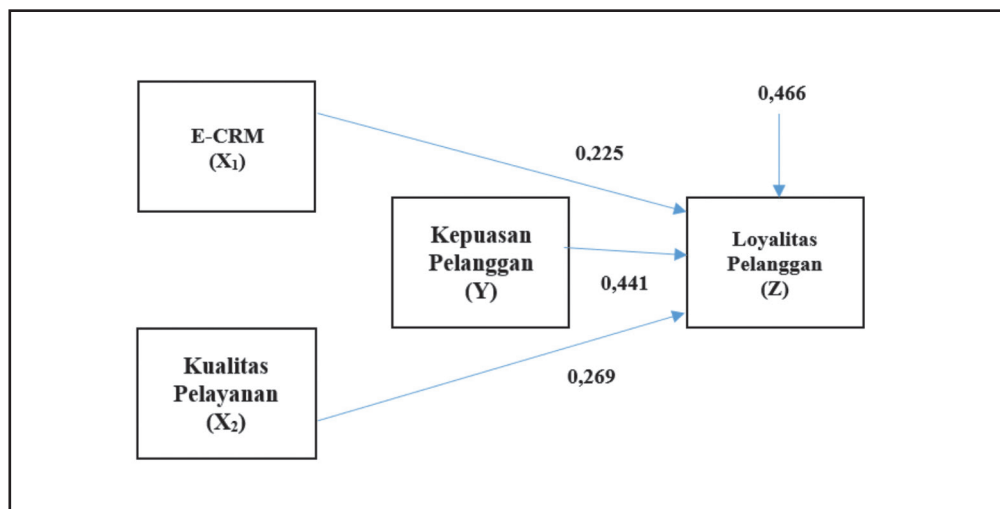 E-CRM
(X₁)
0,466
0,225
Kepuasan
Pelanggan
(Y)
0,441
Loyalitas
Pelanggan
(Z)
Kualitas
Pelayanan
(X₂)
0,269